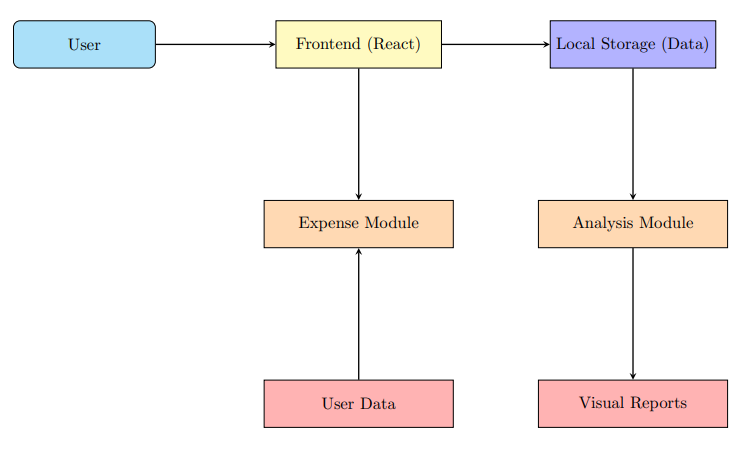 User
Frontend (React)
Local Storage (Data)
Expense Module
Analysis Module
User Data
Visual Reports